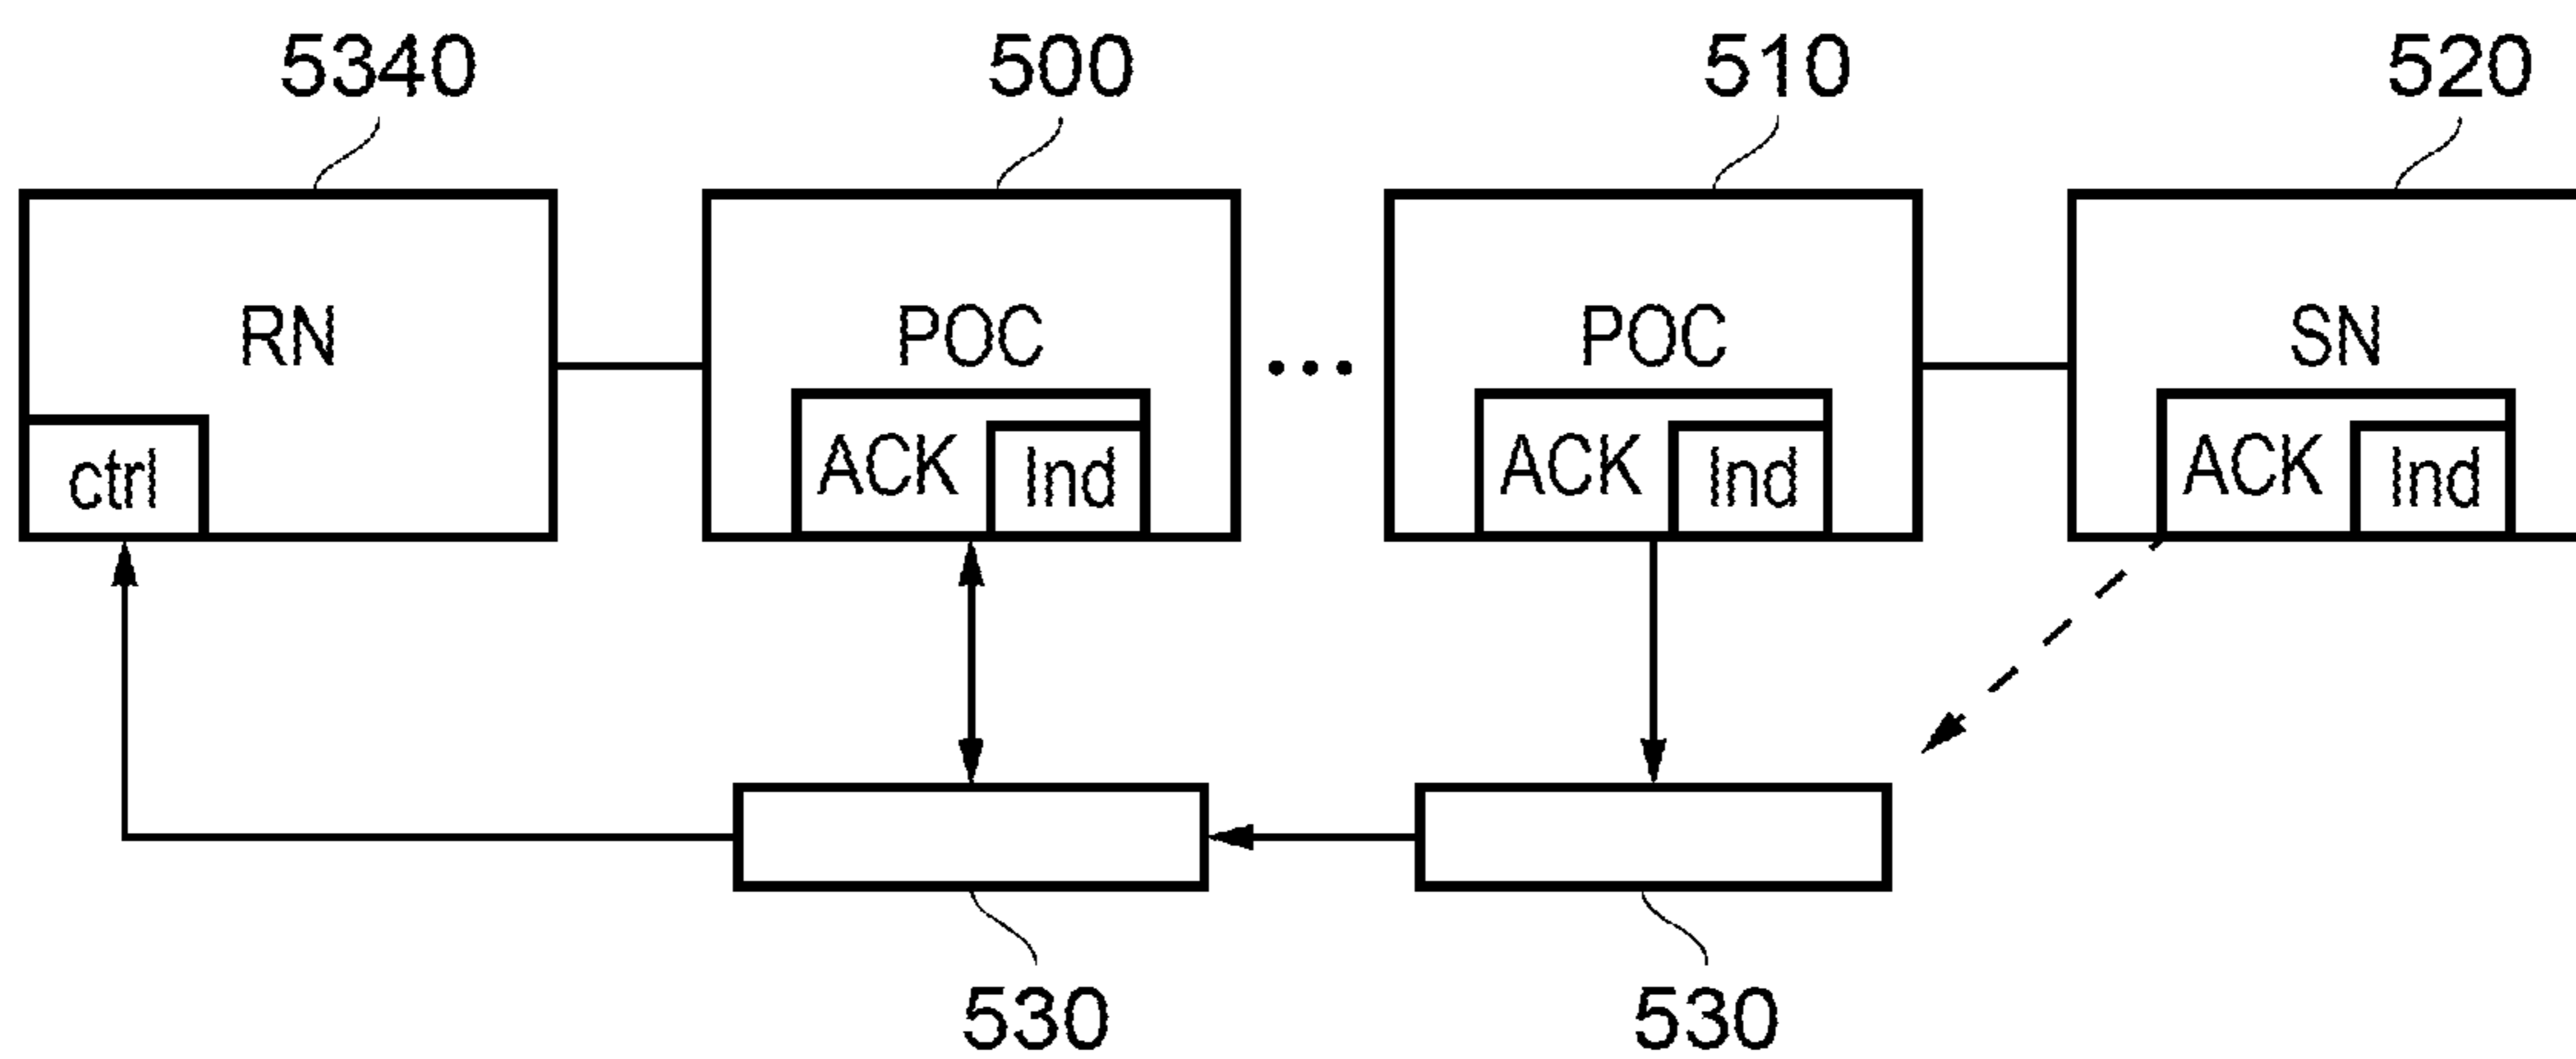 5340 500 510 520
RN POC ... POC SN
ctrl ACK Ind ACK Ind ACK Ind
530 530